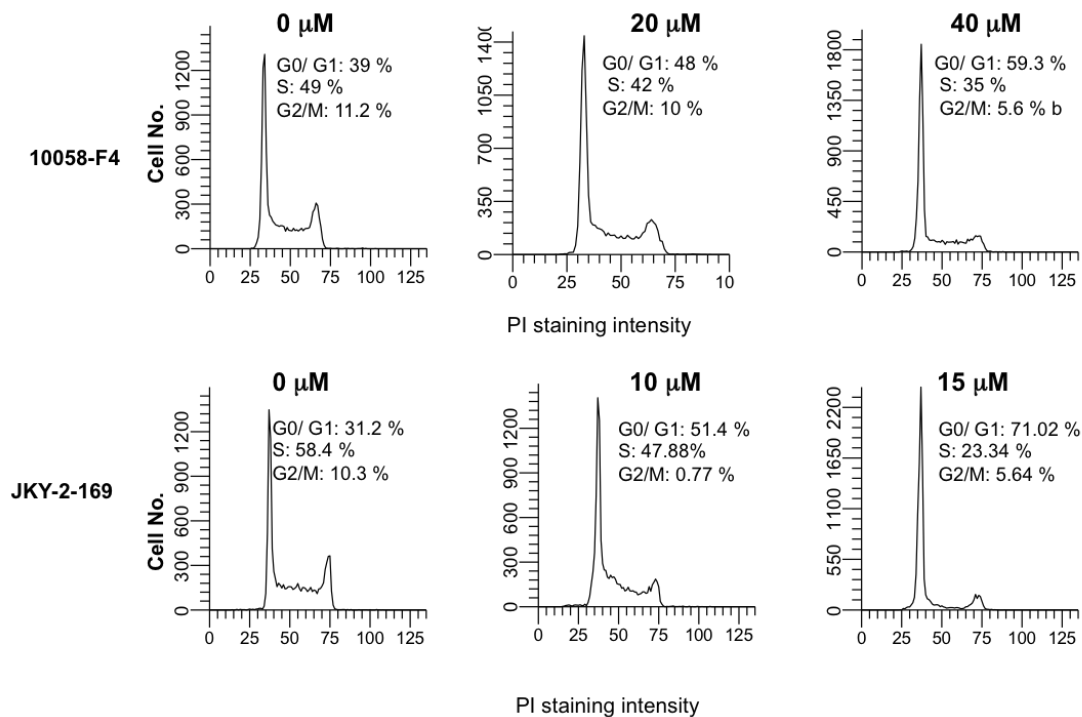 0 µM
20 µM
40 µM
10058-F4
Cell No.
0 300 600 900 1200
G0/ G1: 39 %
S: 49 %
G2/M: 11.2 %
0 25 50 75 100 125
0 350 700 1050 1400
G0/ G1: 48 %
S: 42 %
G2/M: 10 %
0 25 50 75 10
0 450 900 1350 1800
G0/ G1: 59.3 %
S: 35 %
G2/M: 5.6 % b
0 25 50 75 100 125
PI staining intensity
0 µM
10 µM
15 µM
JKY-2-169
Cell No.
0 300 600 900 1200
G0/ G1: 31.2 %
S: 58.4 %
G2/M: 10.3 %
0 25 50 75 100 125
0 300 600 900 1200
G0/ G1: 51.4 %
S: 47.88%
G2/M: 0.77 %
0 25 50 75 100 125
0 550 1100 1650 2200
G0/ G1: 71.02 %
S: 23.34 %
G2/M: 5.64 %
0 25 50 75 100 125
PI staining intensity